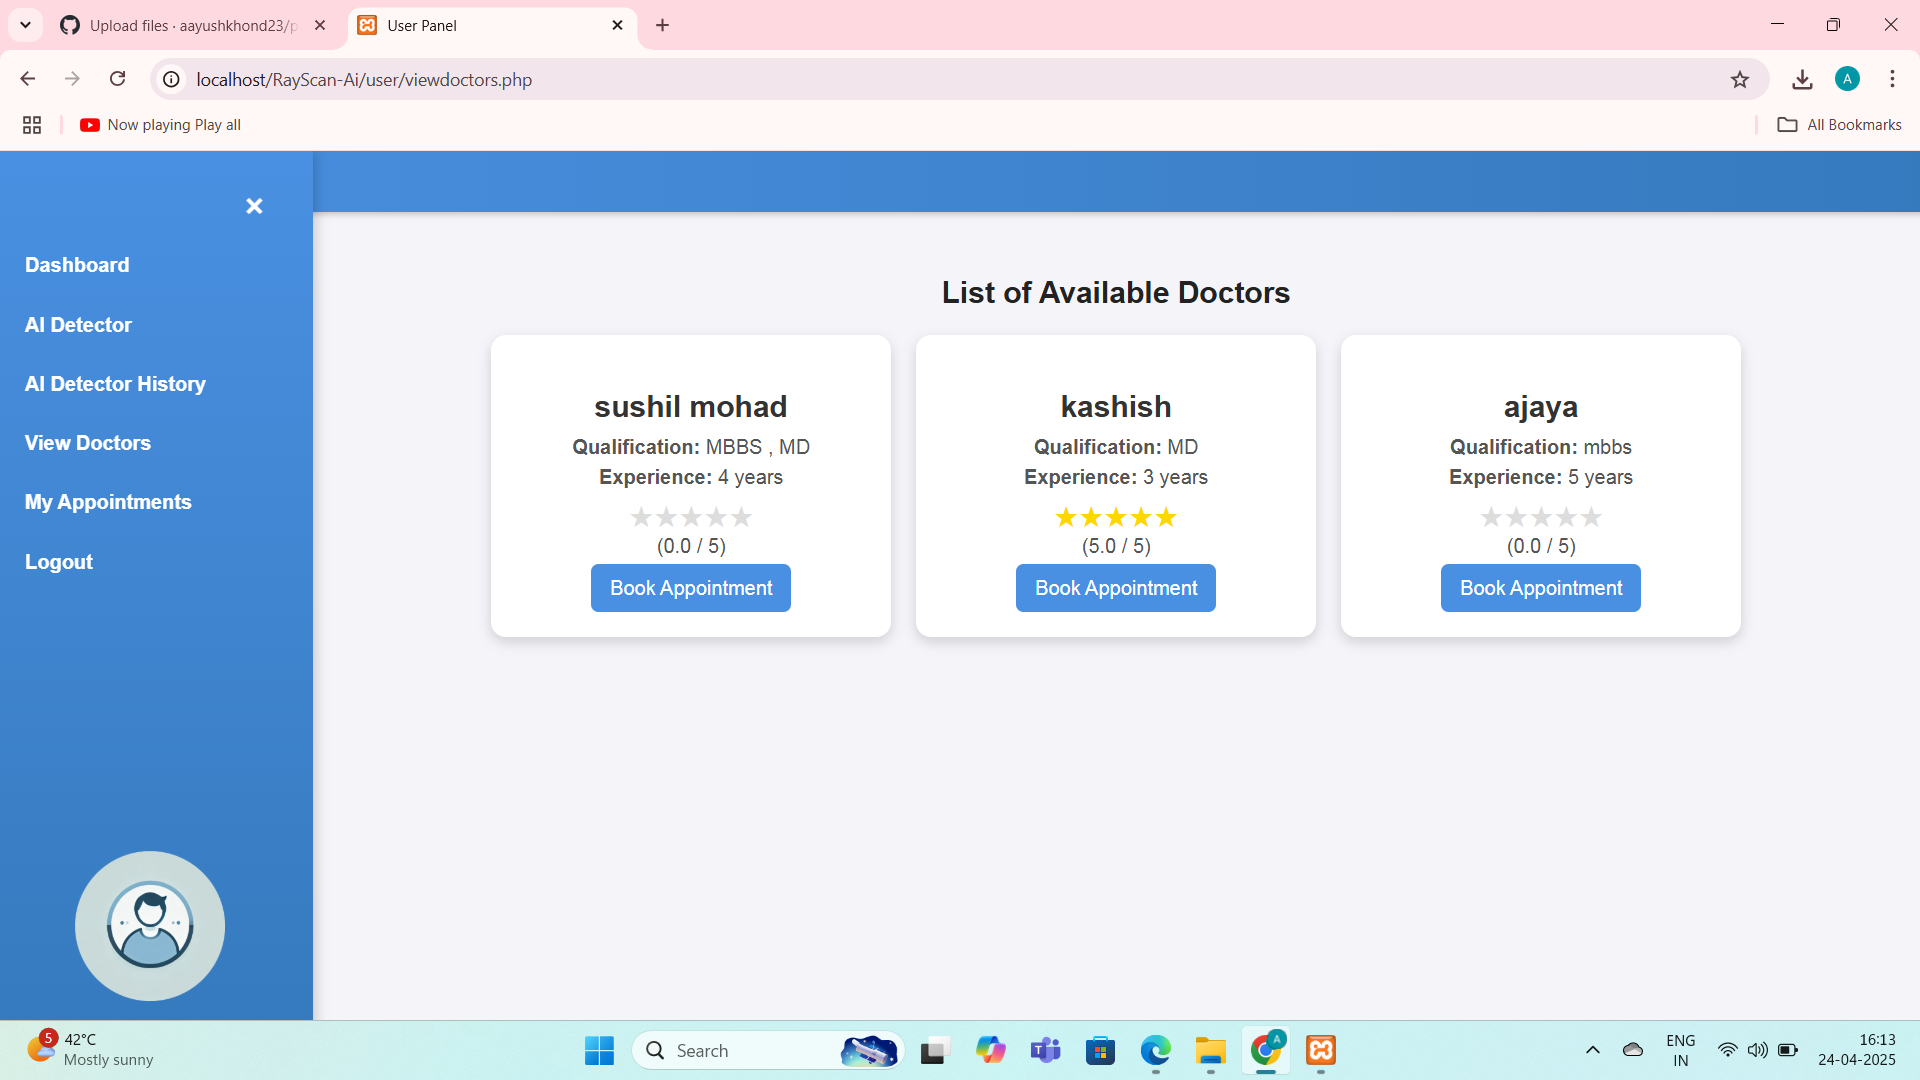 Upload files · aayushkhond23/p
User Panel
localhost/RayScan-Ai/user/viewdoctors.php
A
Now playing Play all
All Bookmarks
Dashboard
AI Detector
AI Detector History
View Doctors
My Appointments
Logout
List of Available Doctors
sushil mohad
Qualification: MBBS , MD
Experience: 4 years
(0.0 / 5)
Book Appointment
kashish
Qualification: MD
Experience: 3 years
(5.0 / 5)
Book Appointment
ajaya
Qualification: mbbs
Experience: 5 years
(0.0 / 5)
Book Appointment
5
42°C
Mostly sunny
Search
A
ENG
IN
16:13
24-04-2025